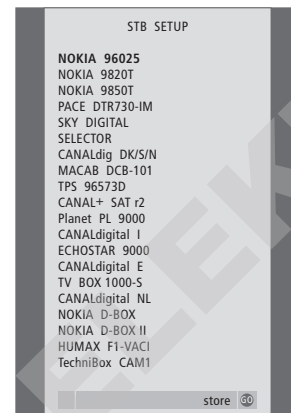 STB SETUP
NOKIA 96025
NOKIA 9820T
NOKIA 9850T
PACE DTR730-IM
SKY DIGITAL
SELECTOR
CANALdig DK/S/N
MACAB DCB-101
TPS 96573D
CANAL+ SAT r2
Planet PL 9000
CANALdigital I
ECHOSTAR 9000
CANALdigital E
TV BOX 1000-S
CANALdigital NL
NOKIA D-BOX
NOKIA D-BOX II
HUMAX F1-VACI
TechniBox CAM1
store GO